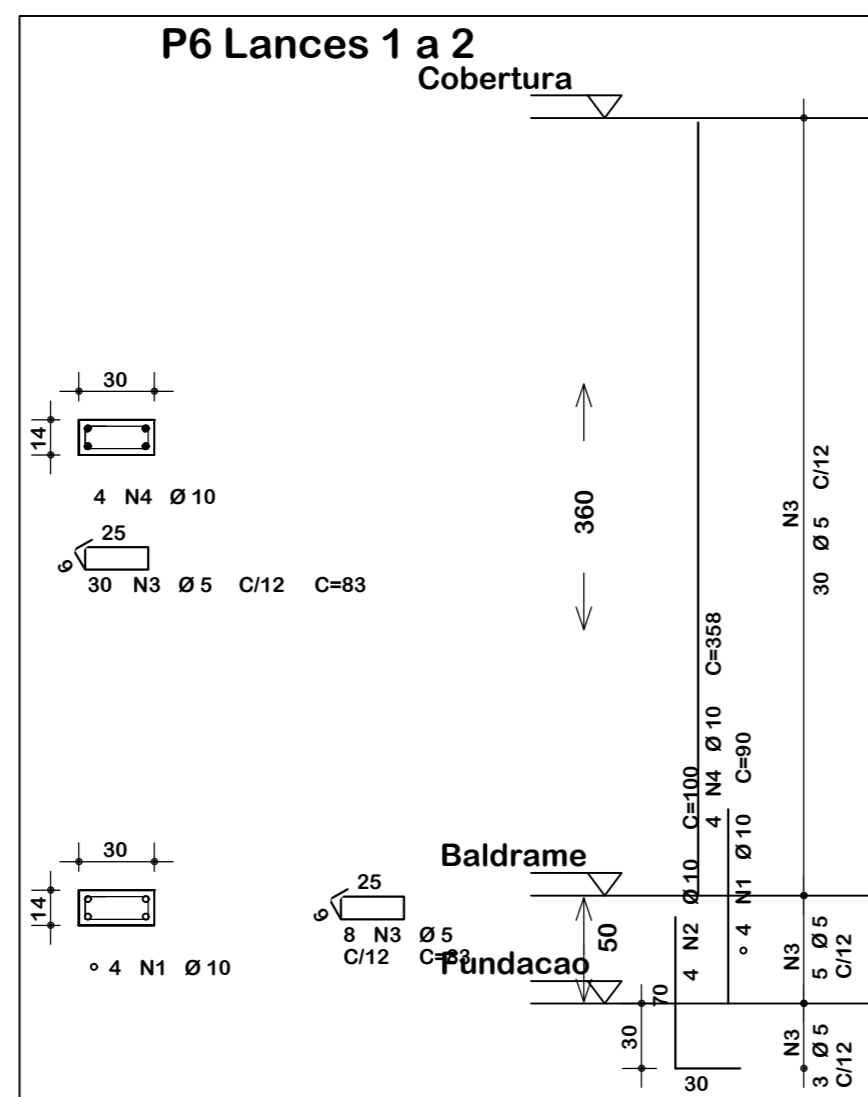 P6 Lances 1 a 2
Cobertura
30
14
4 N4 Ø 10
25
9
30 N3 Ø 5 C/12 C=83
360
N3
30 Ø 5 C/12
4 N4 Ø 10 C=358
4 N2 Ø 10 C=100
4 N1 Ø 10 C=90
Baldrame
30
14
4 N1 Ø 10
25
9
8 N3 Ø 5
C/12 C=83
Fundacao
50
N3
5 Ø 5
C/12
70
30
30
N3
3 Ø 5
C/12